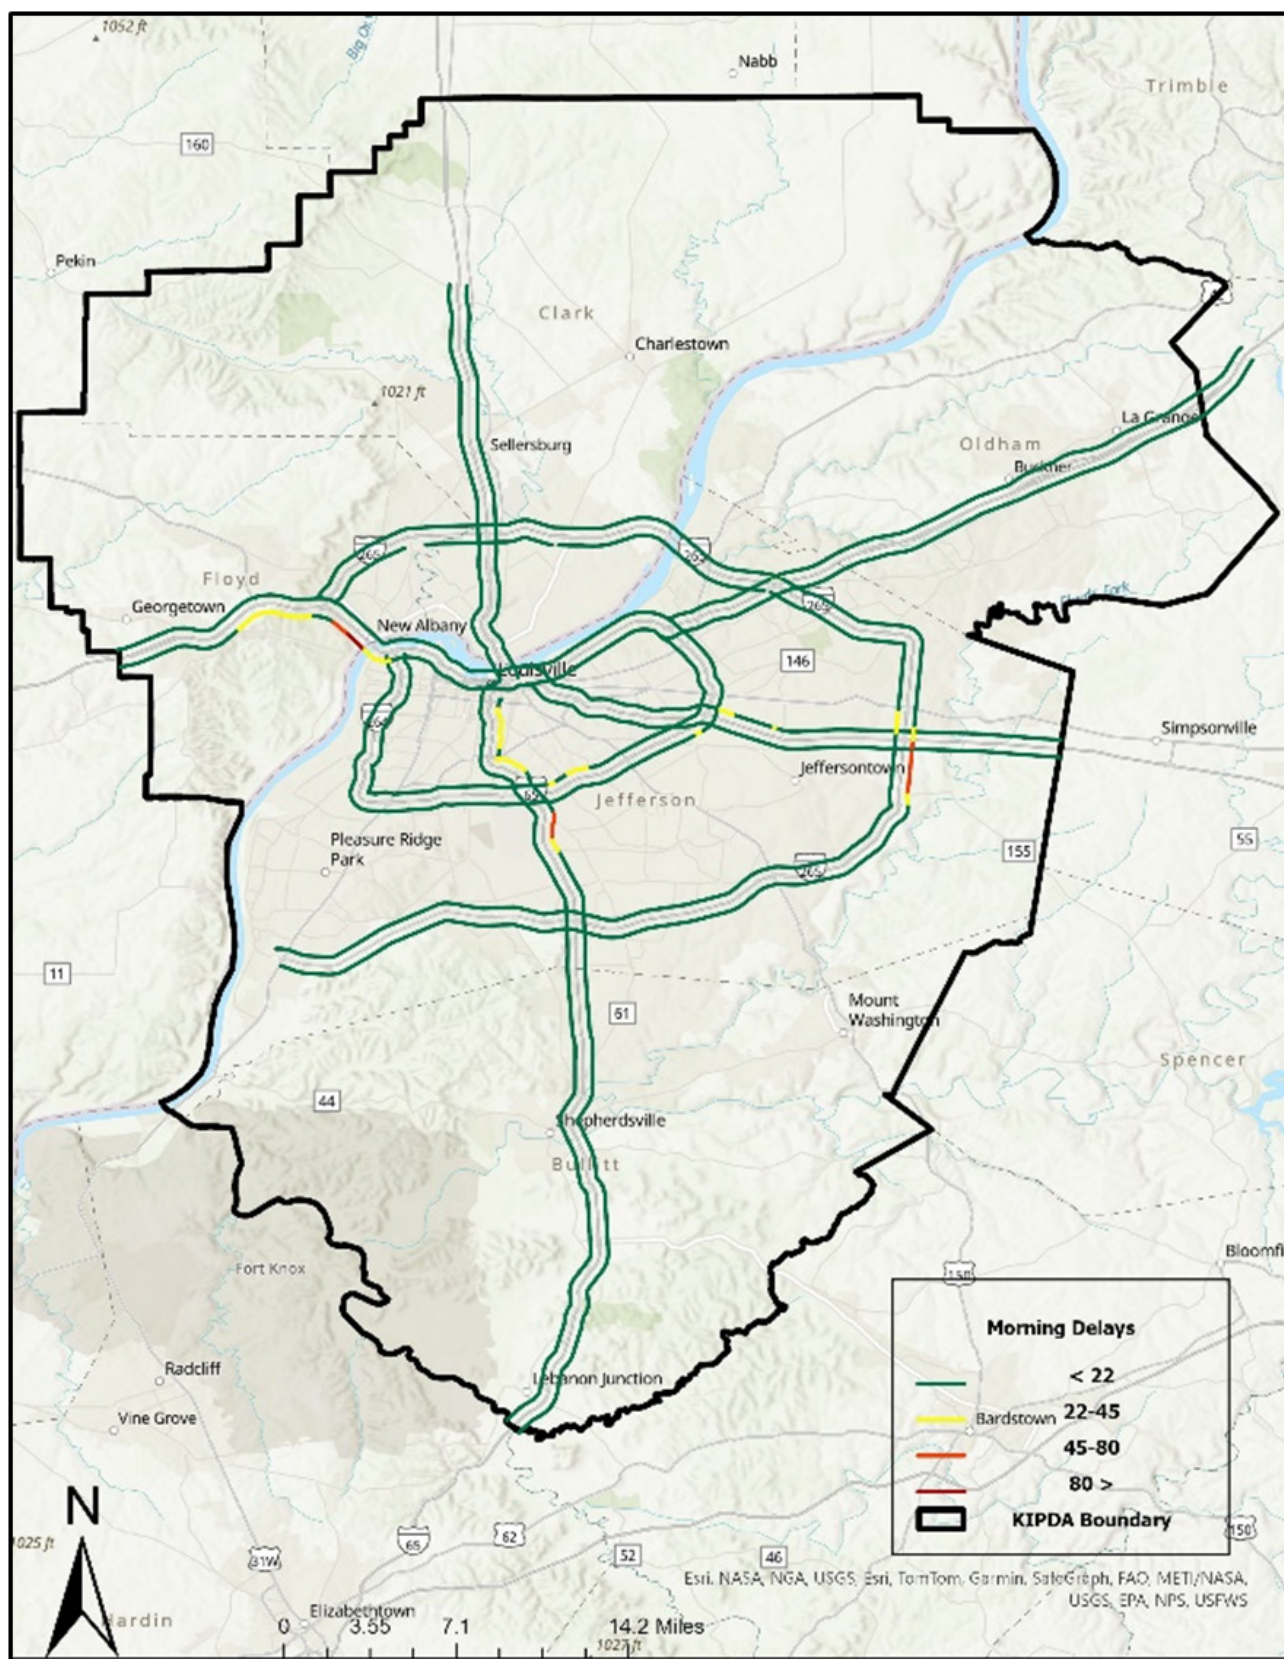 1052 ft
Nabb
Trimble
160
Pekin
Clark
Charlestown
1021 ft
La Grange
Sellersburg
Oldham
Buckner
265
265
Floyd
Floyds Fork
Georgetown
265
New Albany
146
Louisville
264
Simpsonville
Jeffersontown
65
Jefferson
Pleasure Ridge
Park
55
155
265
11
Mount
Washington
61
Spencer
44
Shepherdsville
Bullitt
Fort Knox
Bloomfi
150
Morning Delays
< 22
22-45
45-80
80 >
KIPDA Boundary
Bardstown
Radcliff
Lebanon Junction
Vine Grove
N
1025 ft
65
62
150
31W
52
46
Esri, NASA, NGA, USGS, Esri, TomTom, Garmin, SafeGraph, FAO, METI/NASA,
USGS, EPA, NPS, USFWS
Hardin
Elizabethtown
0 3.55 7.1 14.2 Miles
1027 ft